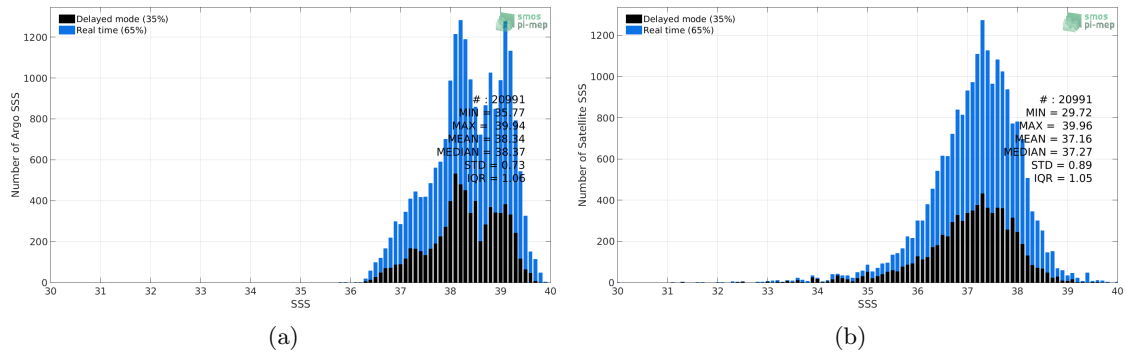 Delayed mode (35%)
Real time (65%)
smos
pi-mep
1200
1000
800
600
400
200
0
Number of Argo SSS
# : 20991
MIN = 35.77
MAX = 39.94
MEAN = 38.34
MEDIAN = 38.37
STD = 0.73
IQR = 1.06
30 31 32 33 34 35 36 37 38 39 40
SSS
(a)
Delayed mode (35%)
Real time (65%)
smos
pi-mep
1200
1000
800
600
400
200
0
Number of Satellite SSS
# : 20991
MIN = 29.72
MAX = 39.96
MEAN = 37.16
MEDIAN = 37.27
STD = 0.89
IQR = 1.05
30 31 32 33 34 35 36 37 38 39 40
SSS
(b)